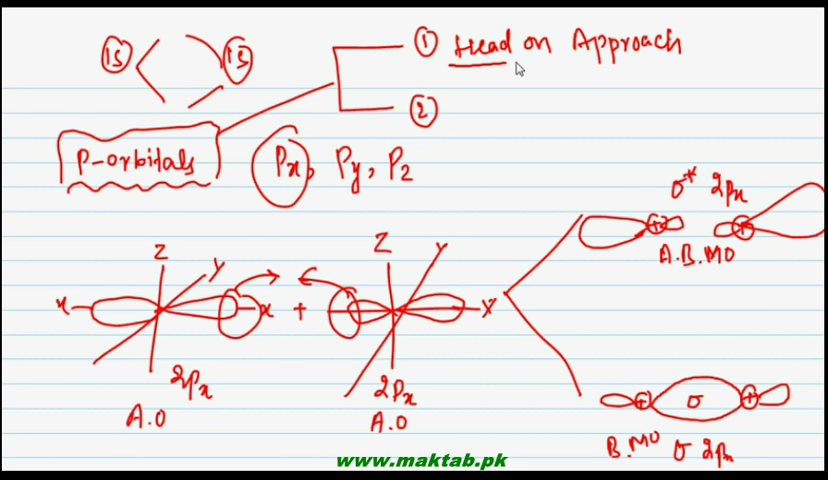 1S 1S
① Head on Approach
②
P-orbitals
Px, Py, Pz
σ* 2px
A.B.MO
Z Y x x + Z Y X
2Px 2Px
A.O A.O
σ
B.MO σ 2px
www.maktab.pk